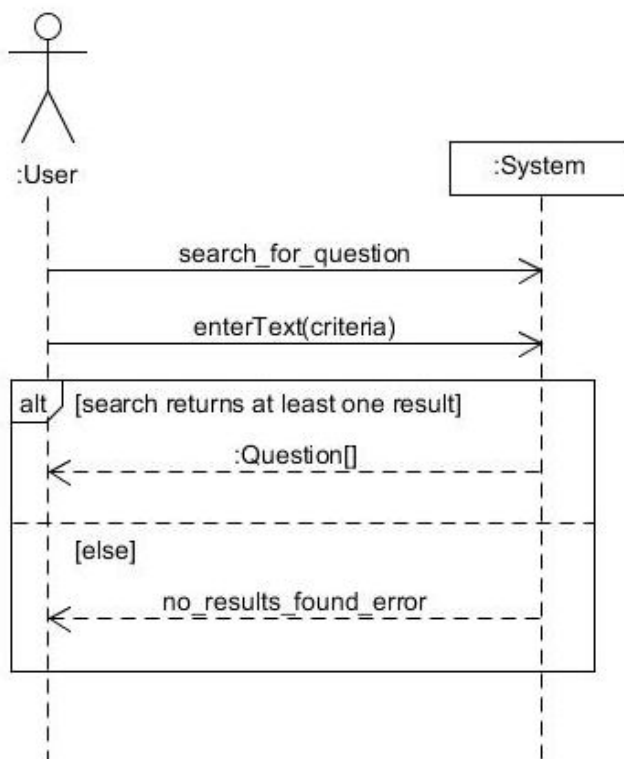 :User
:System
search_for_question
enterText(criteria)
alt [search returns at least one result]
:Question[]
[else]
no_results_found_error